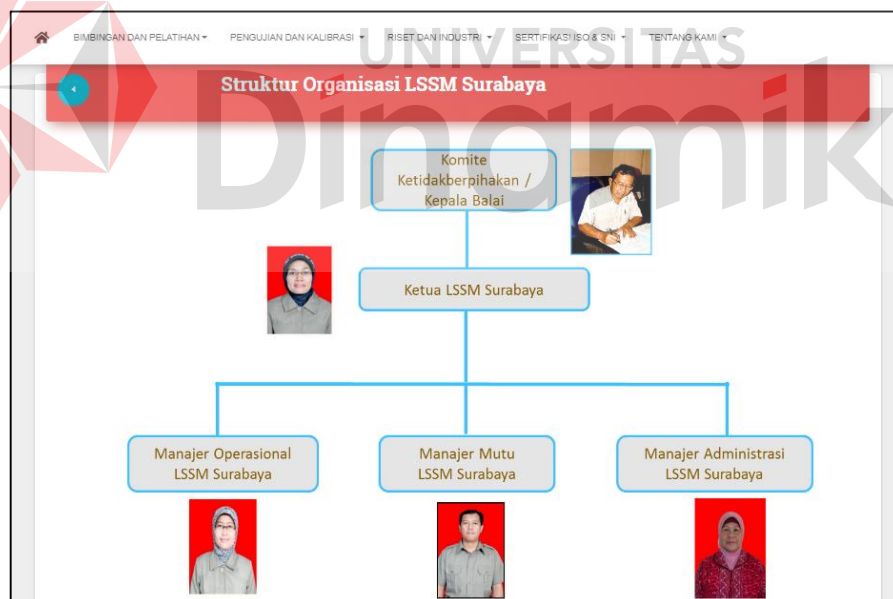 UNIVERSITAS
Dinamik
BIMBINGAN DAN PELATIHAN
PENGUJIAN DAN KALIBRASI
RISET DAN INDUSTRI
SERTIFIKASI ISO & SNI
TENTANG KAMI
Struktur Organisasi LSSM Surabaya
Komite
Ketidakberpihakan /
Kepala Balai
Ketua LSSM Surabaya
Manajer Operasional
LSSM Surabaya
Manajer Mutu
LSSM Surabaya
Manajer Administrasi
LSSM Surabaya